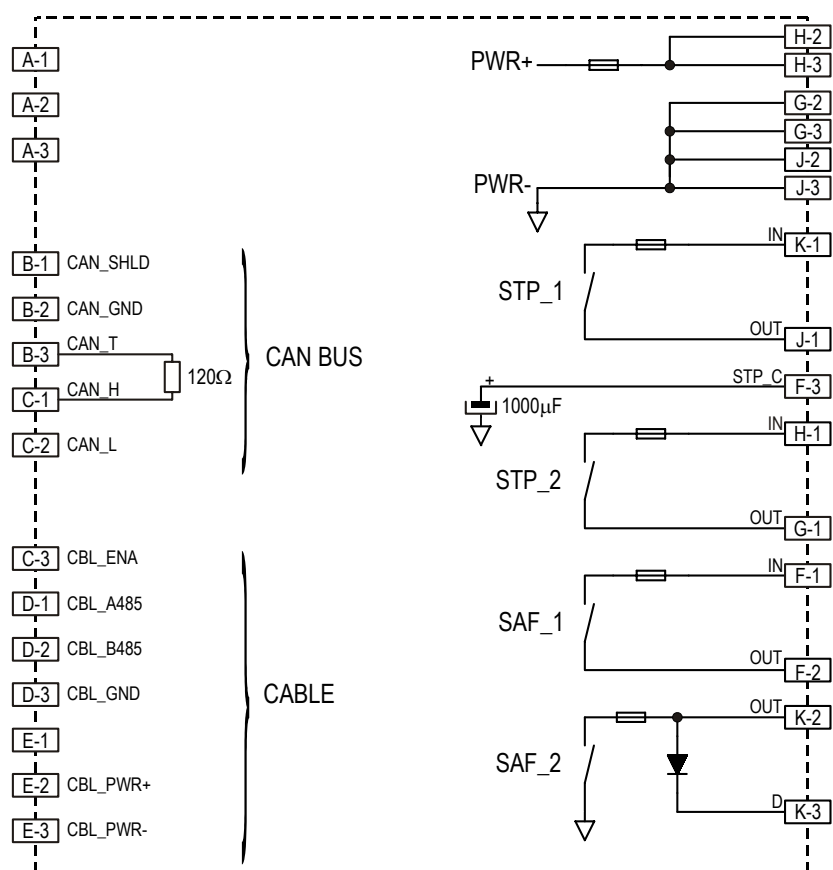 A-1
A-2
A-3
B-1 CAN_SHLD
B-2 CAN_GND
B-3 CAN_T
C-1 CAN_H
120Ω
C-2 CAN_L
CAN BUS
C-3 CBL_ENA
D-1 CBL_A485
D-2 CBL_B485
D-3 CBL_GND
E-1
E-2 CBL_PWR+
E-3 CBL_PWR-
CABLE
PWR+
H-2
H-3
G-2
G-3
J-2
PWR-
J-3
IN K-1
STP_1
OUT J-1
STP_C F-3
+
1000µF
IN H-1
STP_2
OUT G-1
IN F-1
SAF_1
OUT F-2
OUT K-2
SAF_2
D K-3